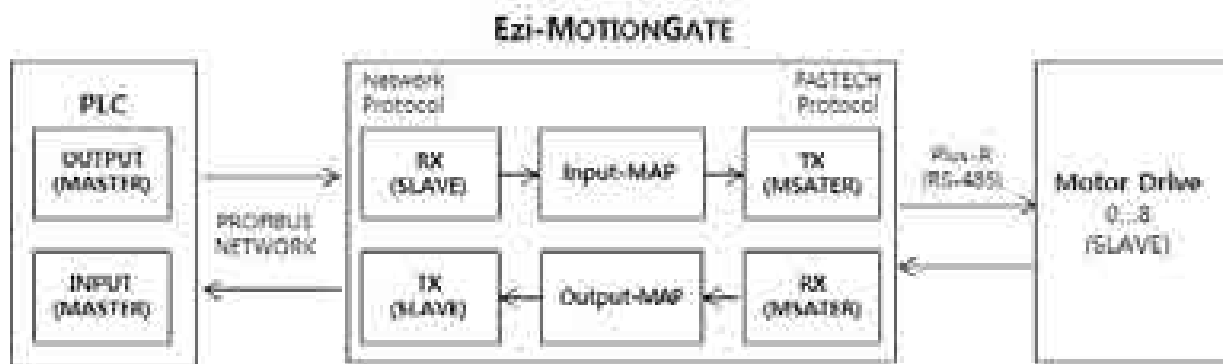 Ezi-MOTIONGATE
PLC
OUTPUT
(MASTER)
INPUT
(MASTER)
PROFIBUS
NETWORK
Network
Protocol
FASTECH
Protocol
RX
(SLAVE)
Input-MAP
TX
(MSATER)
TX
(SLAVE)
Output-MAP
RX
(MSATER)
Plus-R
(RS-485)
Motor Drive
0...8
(SLAVE)